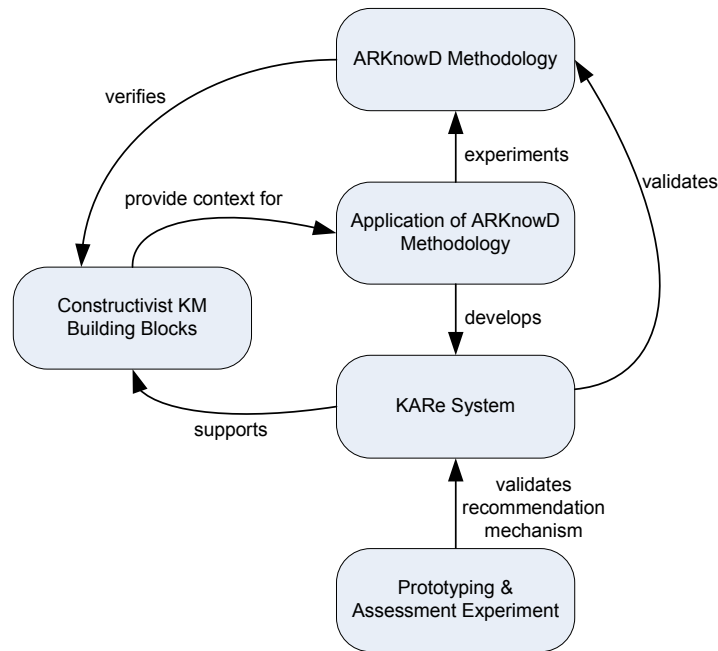 ARKnowD Methodology
verifies
experiments
validates
provide context for
Application of ARKnowD
Methodology
Constructivist KM
Building Blocks
develops
KARe System
supports
validates
recommendation
mechanism
Prototyping &
Assessment Experiment